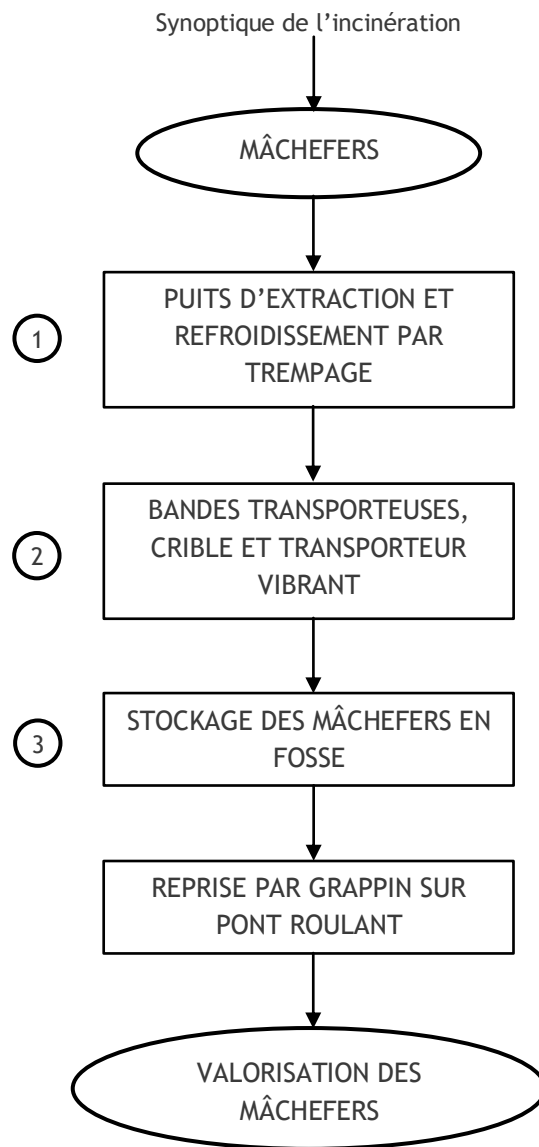 Synoptique de l’incinération
MÂCHEFERS
1
PUITS D’EXTRACTION ET
REFROIDISSEMENT PAR
TREMPAGE
2
BANDES TRANSPORTEUSES,
CRIBLE ET TRANSPORTEUR
VIBRANT
3
STOCKAGE DES MÂCHEFERS EN
FOSSE
REPRISE PAR GRAPPIN SUR
PONT ROULANT
VALORISATION DES
MÂCHEFERS